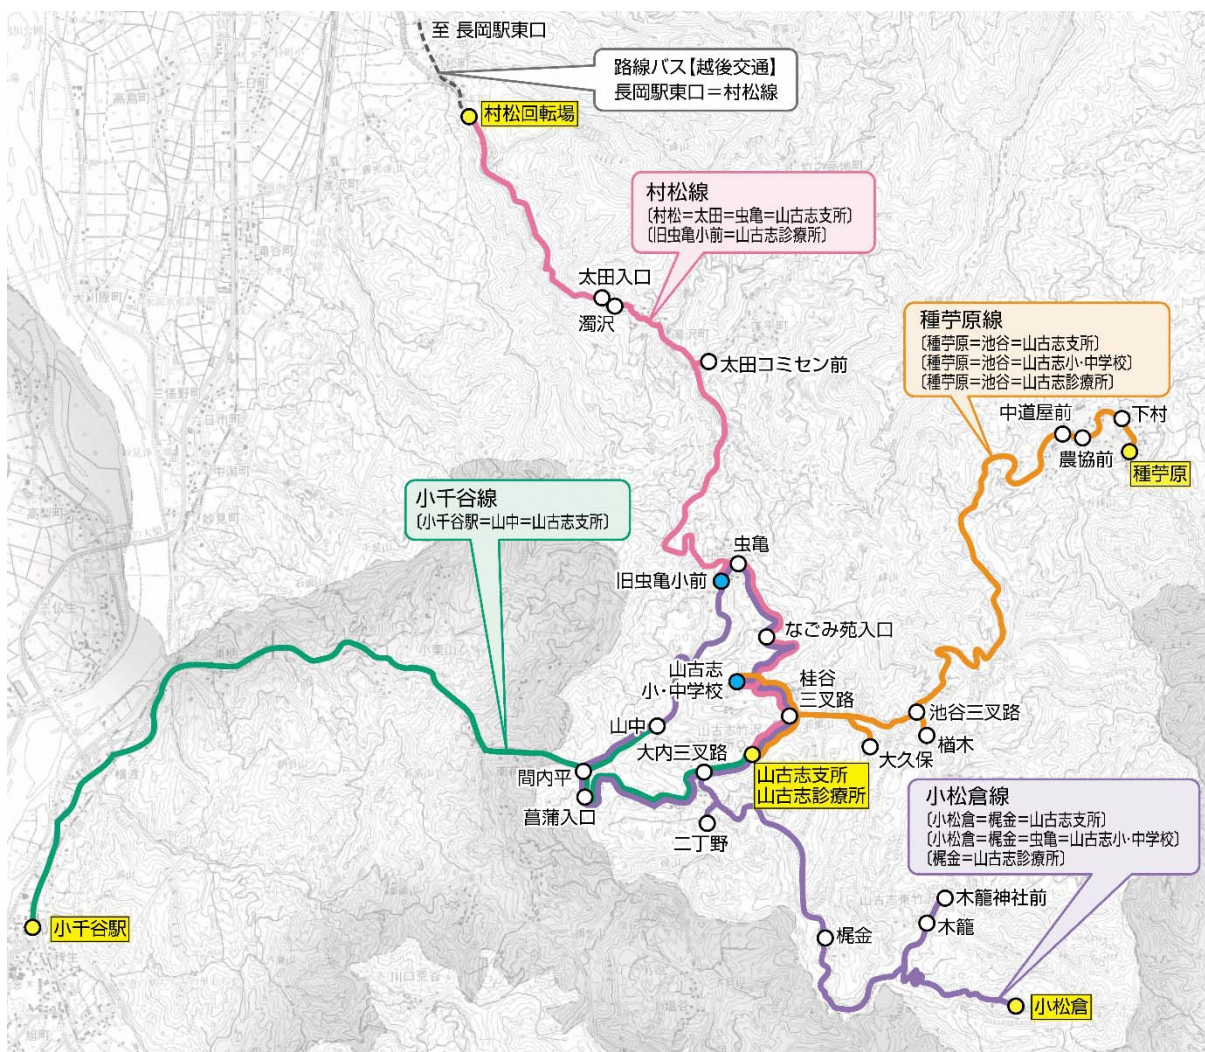 至 長岡駅東口
路線バス【越後交通】
長岡駅東口＝村松線
村松回転場
村松線
〔村松＝太田＝虫亀＝山古志支所〕
〔旧虫亀小前＝山古志診療所〕
太田入口
濁沢
太田コミセン前
種苧原線
〔種苧原＝池谷＝山古志支所〕
〔種苧原＝池谷＝山古志小・中学校〕
〔種苧原＝池谷＝山古志診療所〕
中道屋前
下村
農協前
種苧原
小千谷線
〔小千谷駅＝山中＝山古志支所〕
虫亀
旧虫亀小前
なごみ苑入口
山古志
小・中学校
桂谷
三叉路
池谷三叉路
楢木
大久保
山中
大内三叉路
間内平
菖蒲入口
山古志支所
山古志診療所
二丁野
小松倉線
〔小松倉＝梶金＝山古志支所〕
〔小松倉＝梶金＝虫亀＝山古志小・中学校〕
〔梶金＝山古志診療所〕
木籠神社前
木籠
梶金
小松倉
小千谷駅